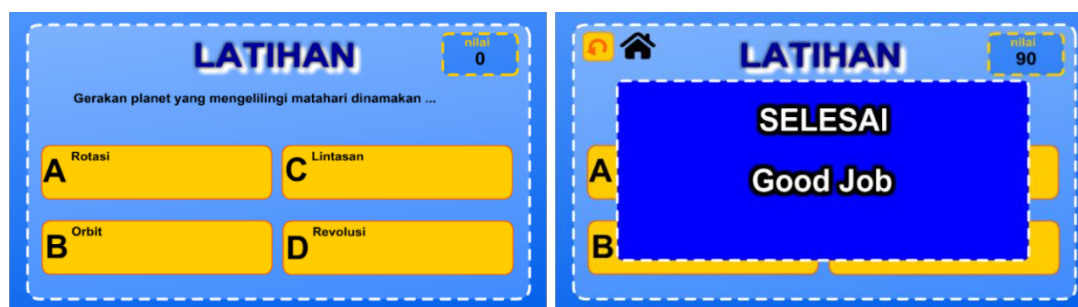 LATIHAN
nilai
0
Gerakan planet yang mengelilingi matahari dinamakan ...
A Rotasi
C Lintasan
B Orbit
D Revolusi
LATIHAN
nilai
90
SELESAI
Good Job
A
B